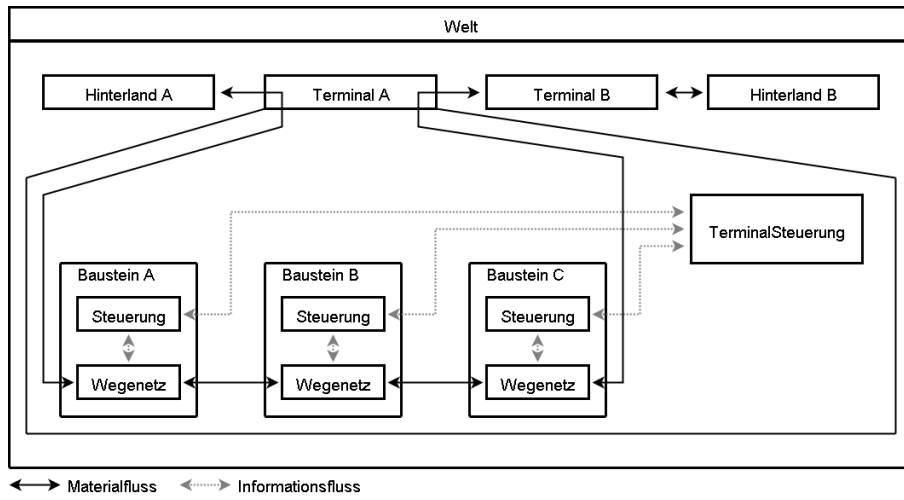 Welt
Hinterland A
Terminal A
Terminal B
Hinterland B
TerminalSteuerung
Baustein A
Baustein B
Baustein C
Steuerung
Steuerung
Steuerung
Wegenetz
Wegenetz
Wegenetz
Materialfluss
Informationsfluss